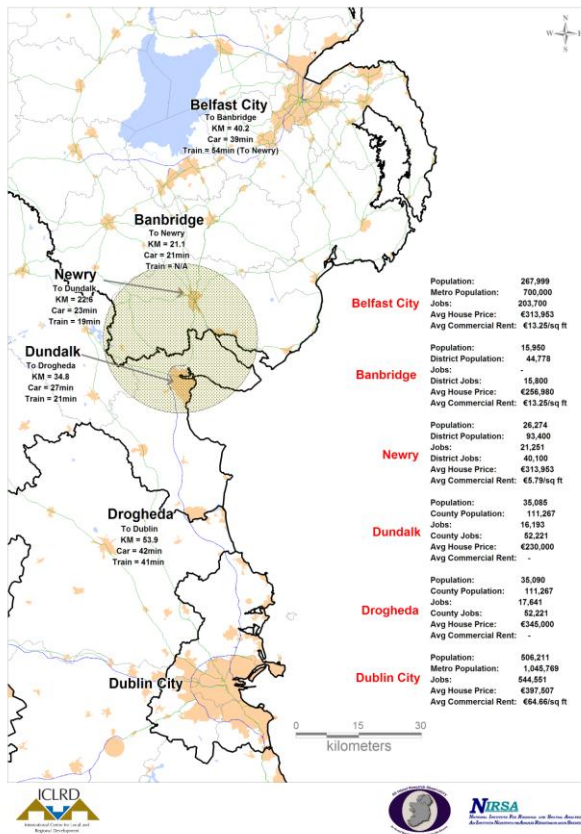 N
W E
S
Belfast City
To Banbridge
KM = 40.2
Car = 39min
Train = 54min (To Newry)
Banbridge
To Newry
KM = 21.1
Car = 21min
Train = N/A
Newry
To Dundalk
KM = 22.6
Car = 23min
Train = 19min
Dundalk
To Drogheda
KM = 34.8
Car = 27min
Train = 21min
Drogheda
To Dublin
KM = 53.9
Car = 42min
Train = 41min
Dublin City
Belfast City
Population: 267,999
Metro Population: 700,000
Jobs: 203,700
Avg House Price: €313,953
Avg Commercial Rent: €13.25/sq ft
Banbridge
Population: 15,950
District Population: 44,778
Jobs: -
District Jobs: 15,800
Avg House Price: €256,980
Avg Commercial Rent: €13.25/sq ft
Newry
Population: 26,274
District Population: 93,400
Jobs: 21,251
District Jobs: 40,100
Avg House Price: €313,953
Avg Commercial Rent: €5.79/sq ft
Dundalk
Population: 35,085
County Population: 111,267
Jobs: 16,193
County Jobs: 52,221
Avg House Price: €230,000
Avg Commercial Rent: -
Drogheda
Population: 35,090
County Population: 111,267
Jobs: 17,641
County Jobs: 52,221
Avg House Price: €345,000
Avg Commercial Rent: -
Dublin City
Population: 506,211
Metro Population: 1,045,769
Jobs: 544,551
Avg House Price: €397,507
Avg Commercial Rent: €64.66/sq ft
0 15 30
kilometers
ICLRD
International Centre for Local and
Regional Development
NIRSA